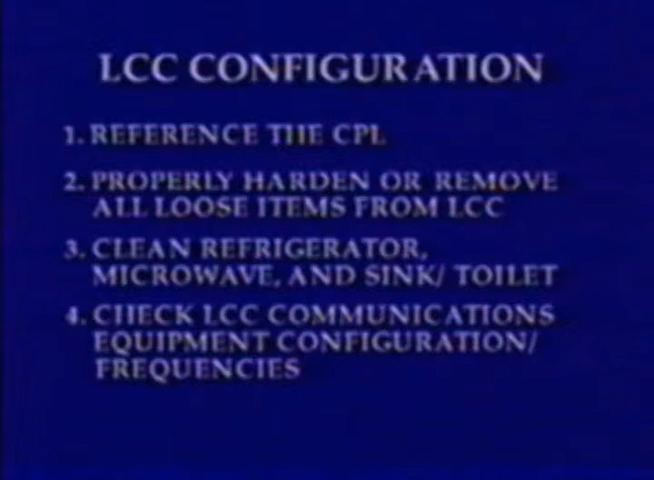 LCC CONFIGURATION
1. REFERENCE THE CPL
2. PROPERLY HARDEN OR REMOVE
ALL LOOSE ITEMS FROM LCC
3. CLEAN REFRIGERATOR,
MICROWAVE, AND SINK/ TOILET
4. CHECK LCC COMMUNICATIONS
EQUIPMENT CONFIGURATION/
FREQUENCIES